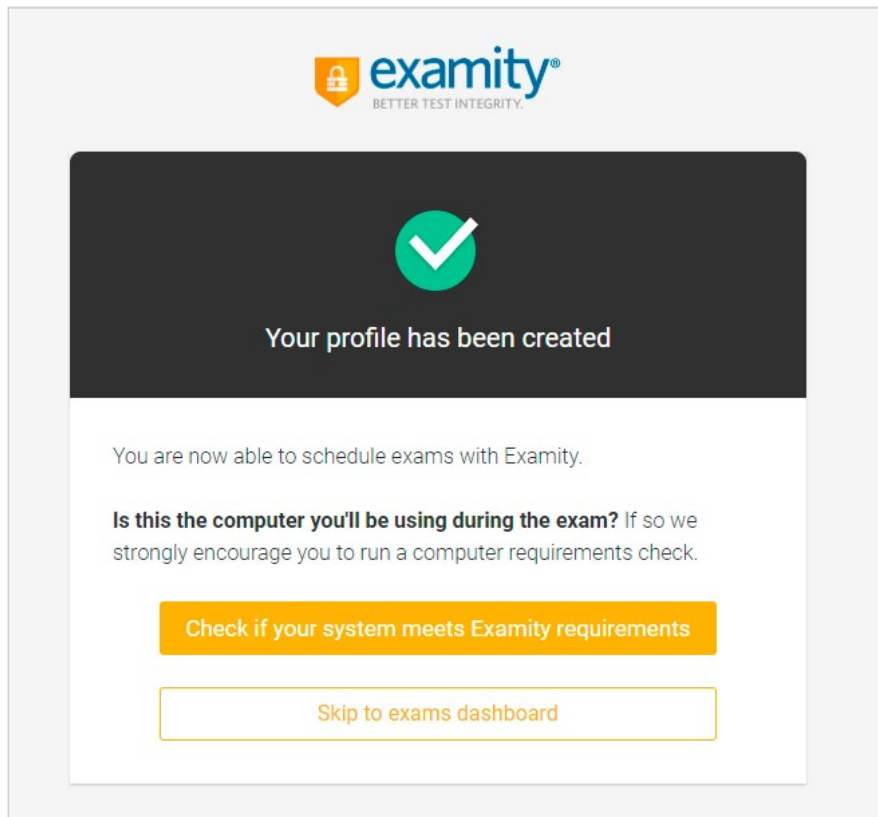 examity®
BETTER TEST INTEGRITY.
Your profile has been created
You are now able to schedule exams with Examity.
Is this the computer you'll be using during the exam? If so we
strongly encourage you to run a computer requirements check.
Check if your system meets Examity requirements
Skip to exams dashboard